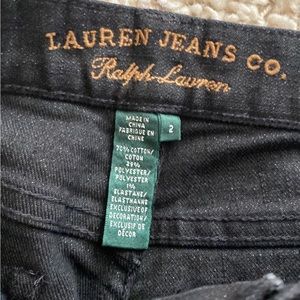 LAUREN JEANS CO.
Ralph Lauren
MADE IN
CHINA
FABRIQUE EN
CHINE
2
70% COTTON/
COTON
29%
POLYESTER/
POLYESTER
1%
ELASTANE/
ELASTHANNE
EXCLUSIVE OF
DECORATION/
EXCLUSIF DE
DÉCOR